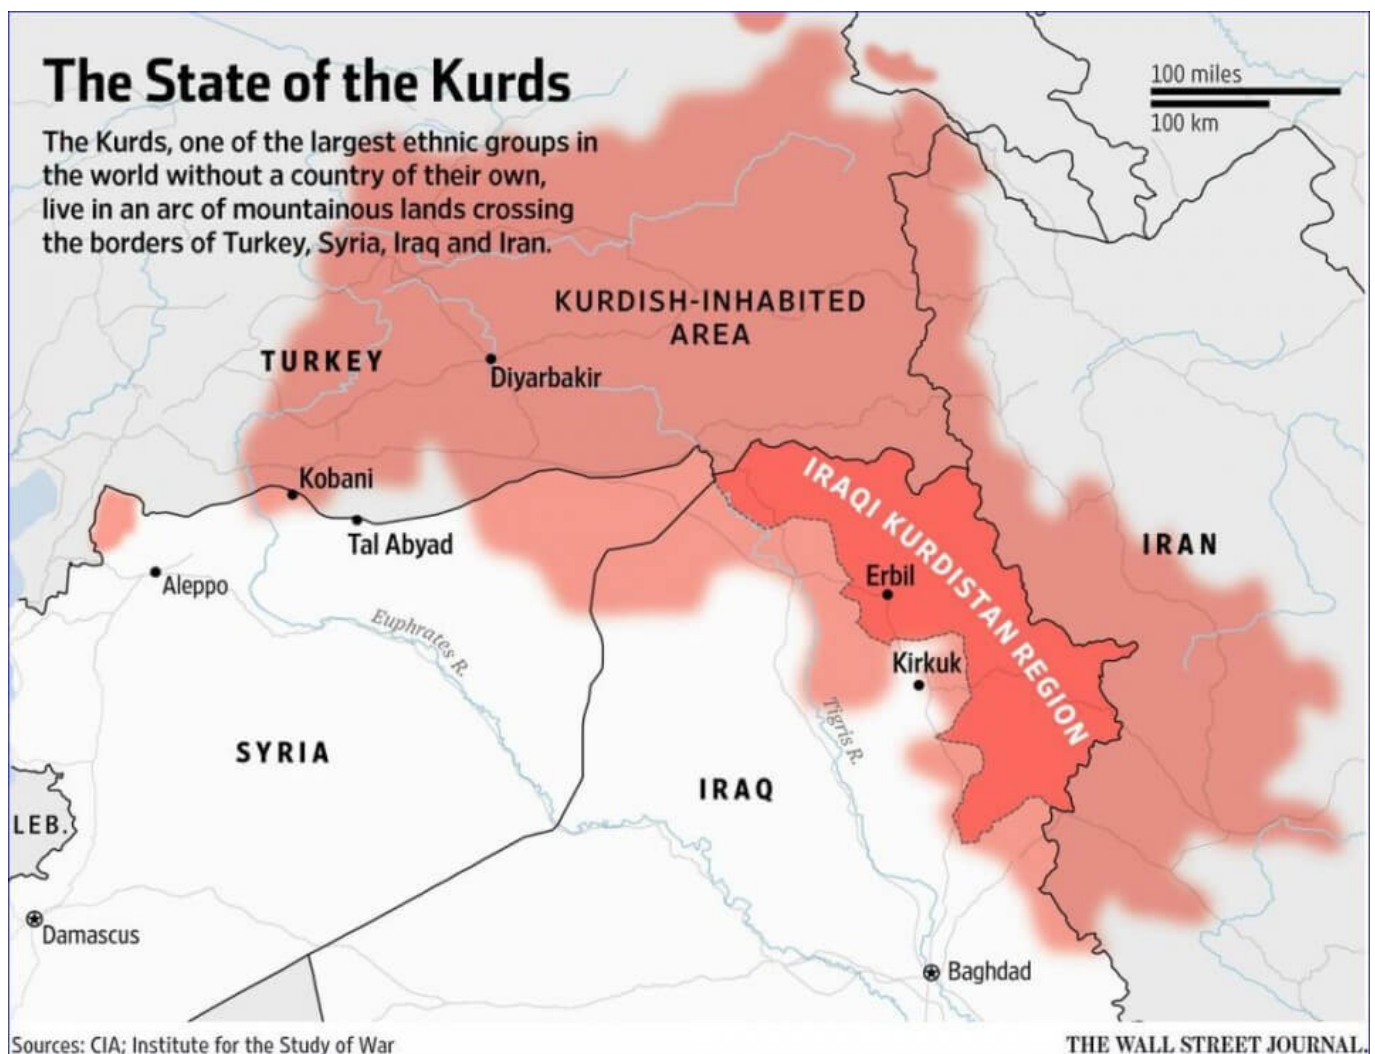 The State of the Kurds
The Kurds, one of the largest ethnic groups in
the world without a country of their own,
live in an arc of mountainous lands crossing
the borders of Turkey, Syria, Iraq and Iran.
100 miles
100 km
KURDISH-INHABITED
AREA
TURKEY
Diyarbakir
Kobani
Tal Abyad
Aleppo
Euphrates R.
IRAQI KURDISTAN REGION
IRAN
Erbil
Kirkuk
Tigris R.
SYRIA
IRAQ
LEB.
Damascus
Baghdad
Sources: CIA; Institute for the Study of War
THE WALL STREET JOURNAL.